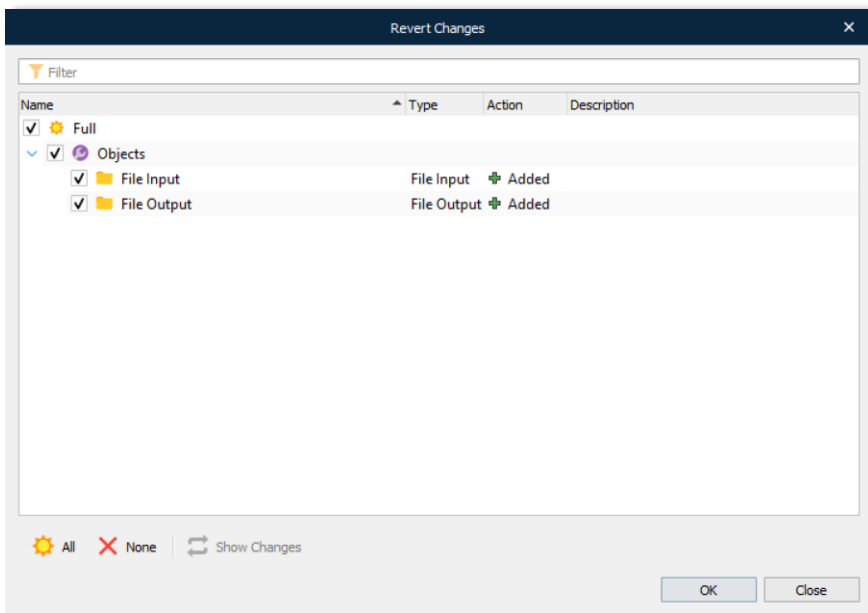 Revert Changes
Filter
Name Type Action Description
Full
Objects
File Input File Input Added
File Output File Output Added
All None Show Changes
OK Close